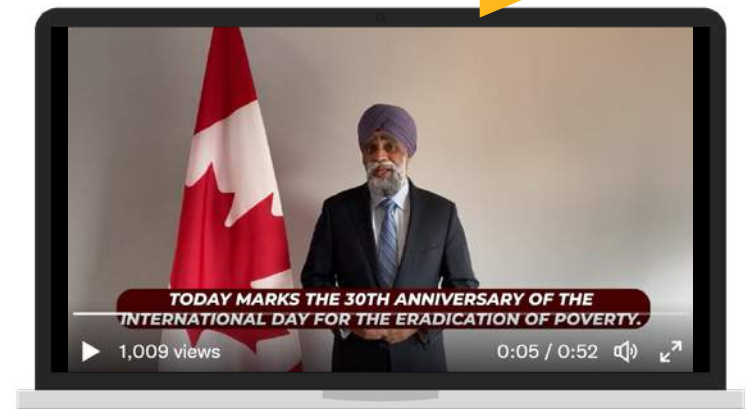 TODAY MARKS THE 30TH ANNIVERSARY OF THE
INTERNATIONAL DAY FOR THE ERADICATION OF POVERTY.
1,009 views
0:05 / 0:52